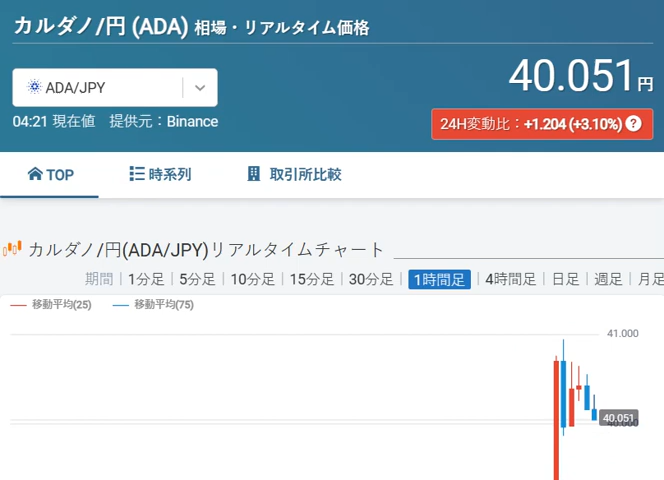 カルダノ/円 (ADA) 相場・リアルタイム価格
40.051円
ADA/JPY
04:21 現在値 提供元：Binance
24H変動比：+1.204 (+3.10%) ?
TOP 時系列 取引所比較
カルダノ/円(ADA/JPY)リアルタイムチャート
期間 | 1分足 | 5分足 | 10分足 | 15分足 | 30分足 | 1時間足 | 4時間足 | 日足 | 週足 | 月足
移動平均(25) 移動平均(75)
41.000
40.051